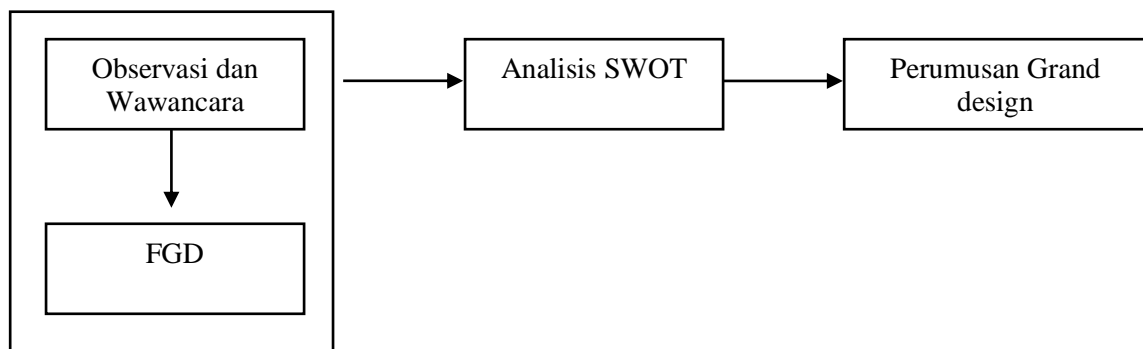 Observasi dan
Wawancara
FGD
Analisis SWOT
Perumusan Grand
design